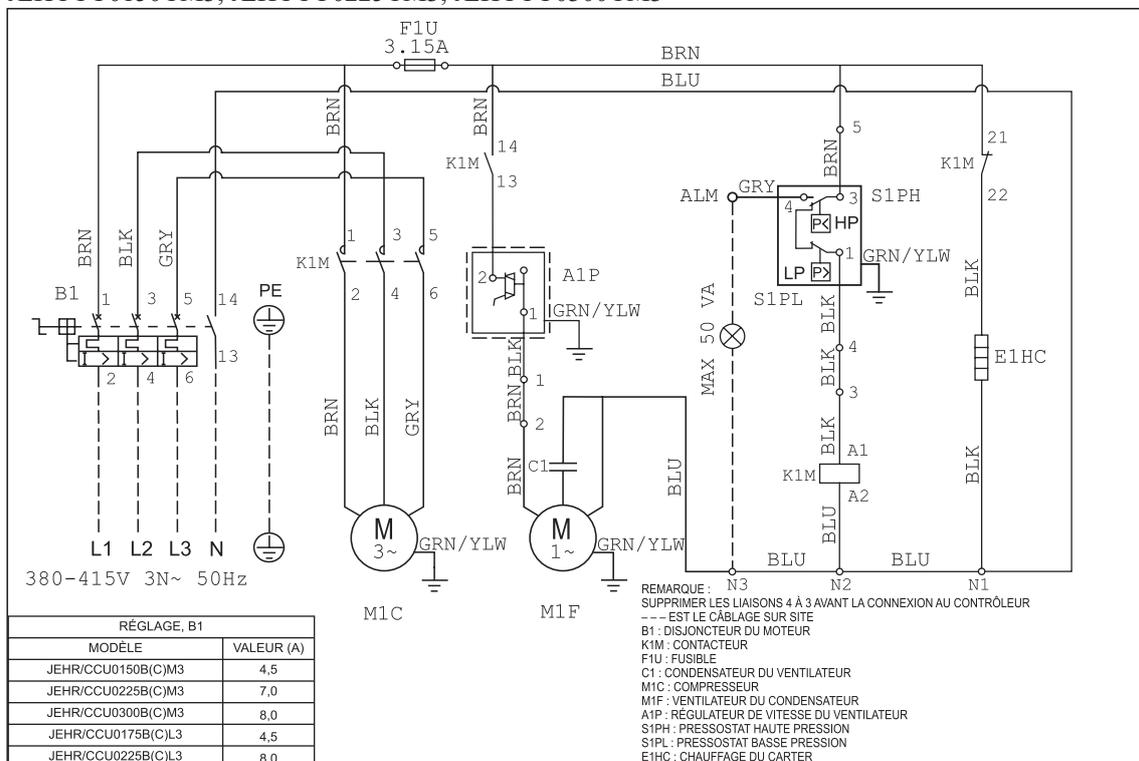 F1U
3.15A
BRN
BLU
BRN
BRN
5
BRN
14
K1M
13
21
K1M
22
ALM
GRY
4
3
S1PH
HP
1
GRN/YLW
LP
S1PL
BRN
BLK
GRY
B1
1
3
5
14
PE
2
4
6
13
1
3
5
K1M
2
4
6
2
A1P
1
GRN/YLW
BLK
1
BRN
2
BRN
C1
BRN
BLK
GRY
MAX 50 VA
BLK
4
BLK
3
BLK
A1
K1M
A2
BLU
BLK
E1HC
BLK
BLU
L1 L2 L3 N
380-415V 3N~ 50Hz
M
3~
GRN/YLW
M1C
M
1~
GRN/YLW
M1F
BLU
BLU
N3
N2
N1
RÉGLAGE, B1
MODÈLE VALEUR (A)
JEHR/CCU0150B(C)M3 4,5
JEHR/CCU0225B(C)M3 7,0
JEHR/CCU0300B(C)M3 8,0
JEHR/CCU0175B(C)L3 4,5
JEHR/CCU0225B(C)L3 8,0
REMARQUE :
SUPPRIMER LES LIAISONS 4 À 3 AVANT LA CONNEXION AU CONTRÔLEUR
--- EST LE CÂBLAGE SUR SITE
B1 : DISJONCTEUR DU MOTEUR
K1M : CONTACTEUR
F1U : FUSIBLE
C1 : CONDENSATEUR DU VENTILATEUR
M1C : COMPRESSEUR
M1F : VENTILATEUR DU CONDENSATEUR
A1P : RÉGULATEUR DE VITESSE DU VENTILATEUR
S1PH : PRESSOSTAT HAUTE PRESSION
S1PL : PRESSOSTAT BASSE PRESSION
E1HC : CHAUFFAGE DU CARTER